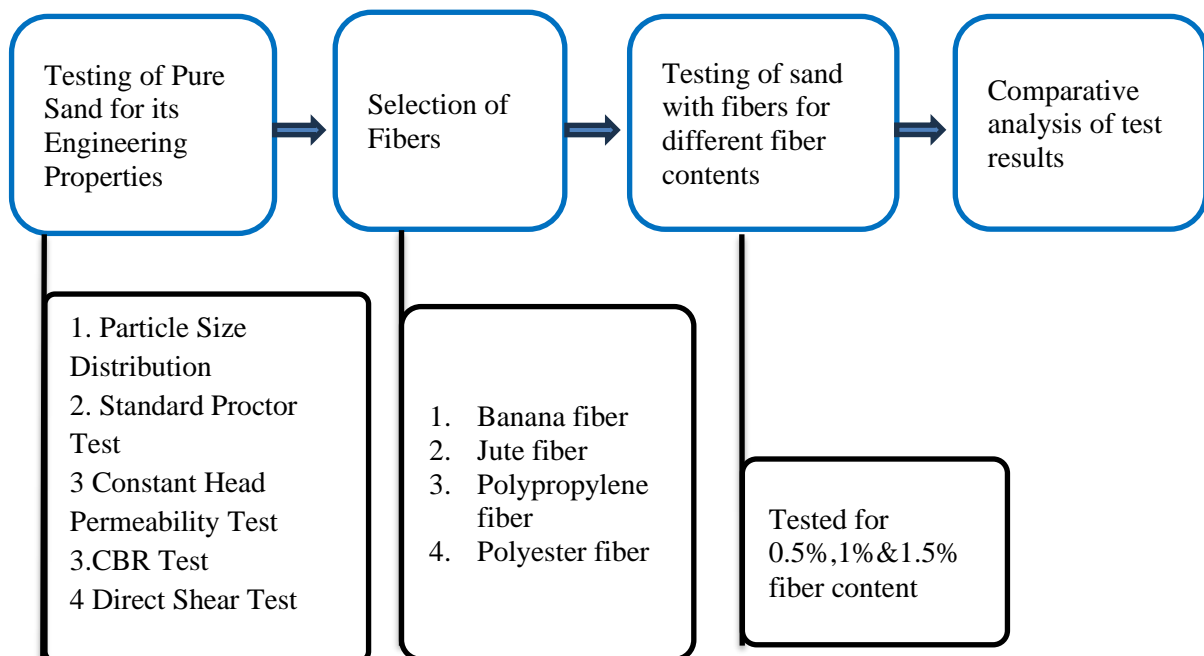 Testing of Pure
Sand for its
Engineering
Properties
Selection of
Fibers
Testing of sand
with fibers for
different fiber
contents
Comparative
analysis of test
results
1. Particle Size
Distribution
2. Standard Proctor
Test
3 Constant Head
Permeability Test
3.CBR Test
4 Direct Shear Test
1. Banana fiber
2. Jute fiber
3. Polypropylene
fiber
4. Polyester fiber
Tested for
0.5%,1%&1.5%
fiber content